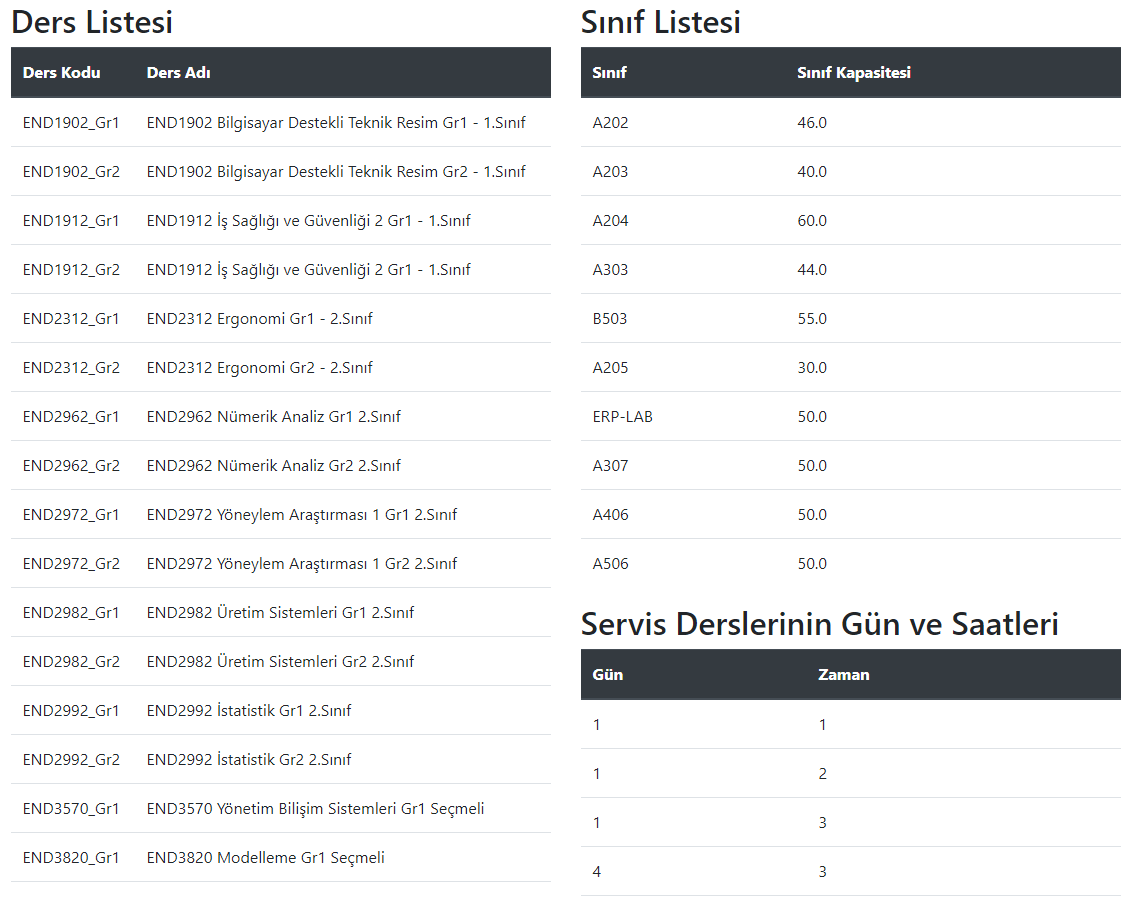 Ders Listesi
Ders Kodu Ders Adı
END1902_Gr1 END1902 Bilgisayar Destekli Teknik Resim Gr1 - 1.Sınıf
END1902_Gr2 END1902 Bilgisayar Destekli Teknik Resim Gr2 - 1.Sınıf
END1912_Gr1 END1912 İş Sağlığı ve Güvenliği 2 Gr1 - 1.Sınıf
END1912_Gr2 END1912 İş Sağlığı ve Güvenliği 2 Gr1 - 1.Sınıf
END2312_Gr1 END2312 Ergonomi Gr1 - 2.Sınıf
END2312_Gr2 END2312 Ergonomi Gr2 - 2.Sınıf
END2962_Gr1 END2962 Nümerik Analiz Gr1 2.Sınıf
END2962_Gr2 END2962 Nümerik Analiz Gr2 2.Sınıf
END2972_Gr1 END2972 Yöneylem Araştırması 1 Gr1 2.Sınıf
END2972_Gr2 END2972 Yöneylem Araştırması 1 Gr2 2.Sınıf
END2982_Gr1 END2982 Üretim Sistemleri Gr1 2.Sınıf
END2982_Gr2 END2982 Üretim Sistemleri Gr2 2.Sınıf
END2992_Gr1 END2992 İstatistik Gr1 2.Sınıf
END2992_Gr2 END2992 İstatistik Gr2 2.Sınıf
END3570_Gr1 END3570 Yönetim Bilişim Sistemleri Gr1 Seçmeli
END3820_Gr1 END3820 Modelleme Gr1 Seçmeli
Sınıf Listesi
Sınıf Sınıf Kapasitesi
A202 46.0
A203 40.0
A204 60.0
A303 44.0
B503 55.0
A205 30.0
ERP-LAB 50.0
A307 50.0
A406 50.0
A506 50.0
Servis Derslerinin Gün ve Saatleri
Gün Zaman
1 1
1 2
1 3
4 3